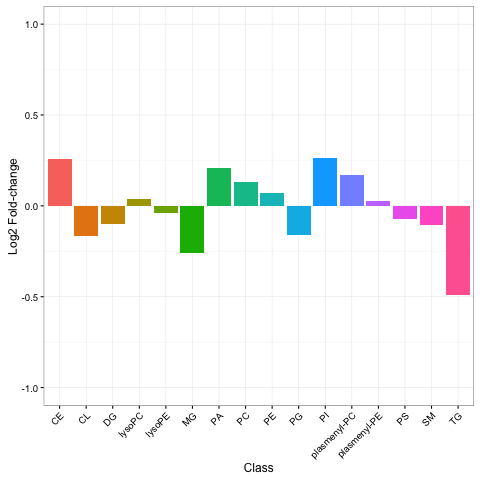 1.0
0.5
0.0
-0.5
-1.0
Log2 Fold-change
CE
CL
DG
lysoPC
lysoPE
MG
PA
PC
PE
PG
PI
plasmenyl-PC
plasmenyl-PE
PS
SM
TG
Class